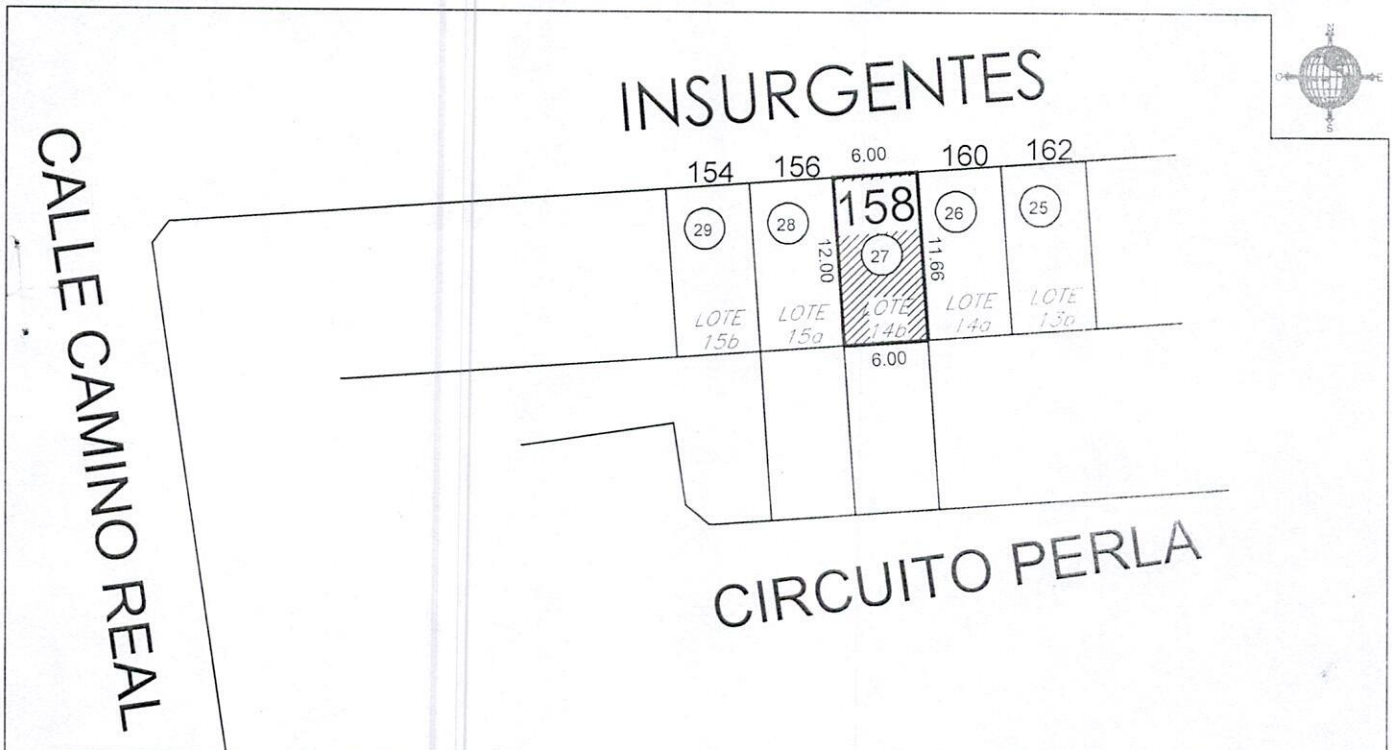 N
O E
S
INSURGENTES
CALLE CAMINO REAL
154 156 6.00 160 162
158
29 28 27 26 25
12.00 11.66
LOTE 15b
LOTE 15a
LOTE 14b
LOTE 14a
LOTE 13b
6.00
CIRCUITO PERLA